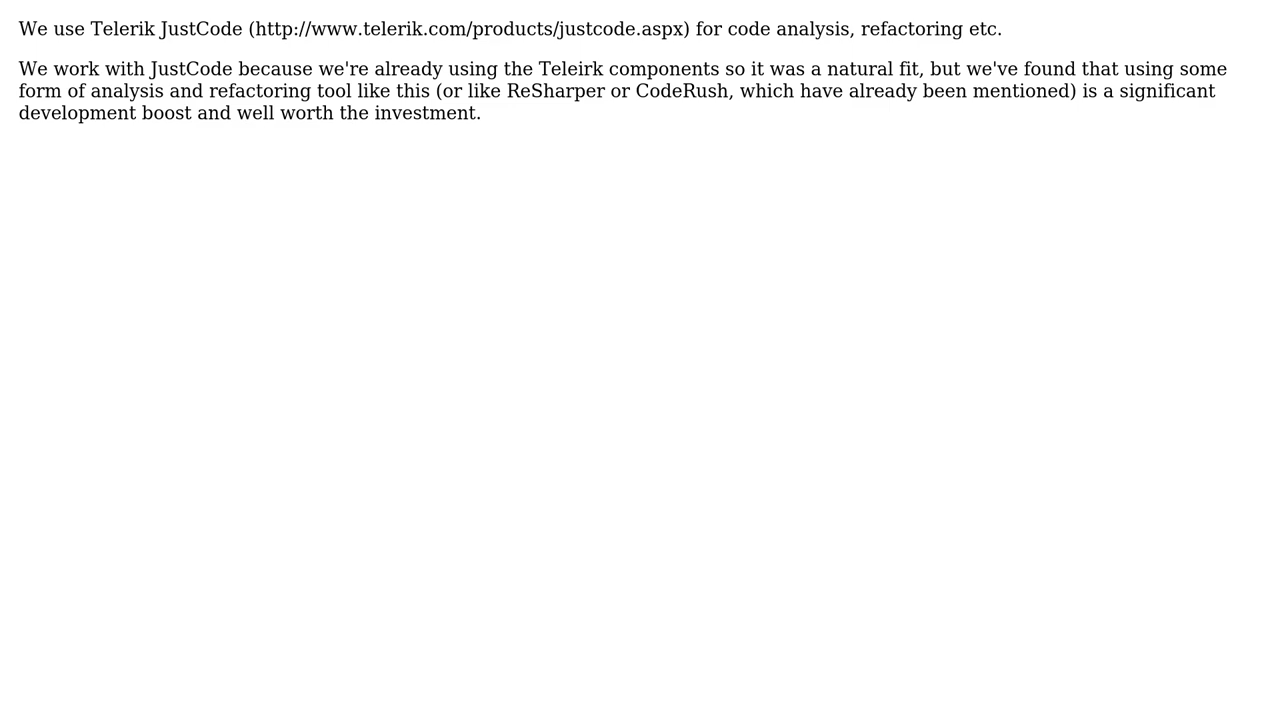 We use Telerik JustCode (http://www.telerik.com/products/justcode.aspx) for code analysis, refactoring etc.
We work with JustCode because we're already using the Teleirk components so it was a natural fit, but we've found that using some
form of analysis and refactoring tool like this (or like ReSharper or CodeRush, which have already been mentioned) is a significant
development boost and well worth the investment.